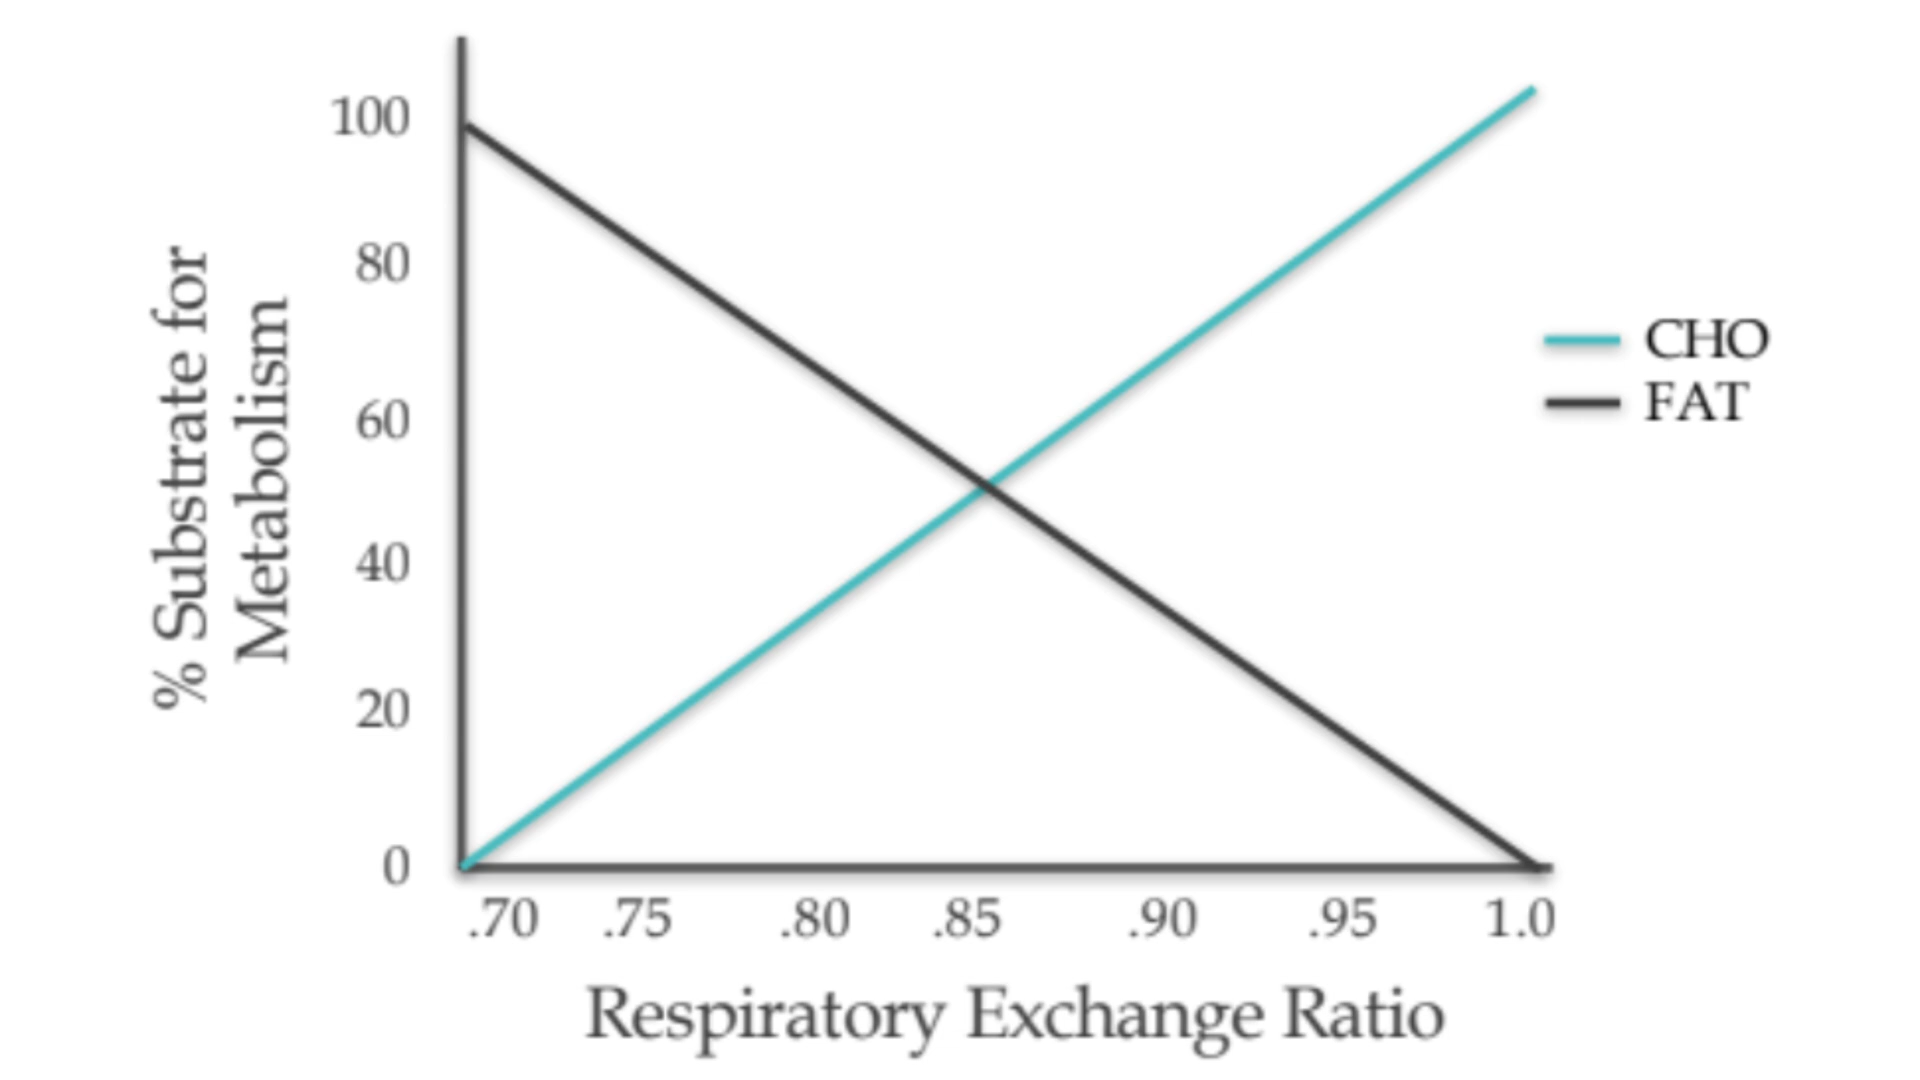 % Substrate for
Metabolism
100
80
60
40
20
0
.70 .75 .80 .85 .90 .95 1.0
Respiratory Exchange Ratio
CHO
FAT